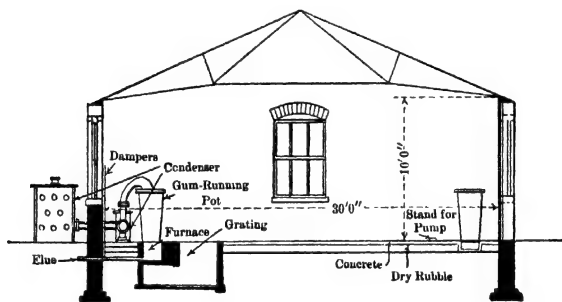 Dampers
Condenser
Gum-Running
Pot
10'0"
30'0"
Stand for
Pump
Furnace
Grating
Flue
Concrete
Dry Rubble